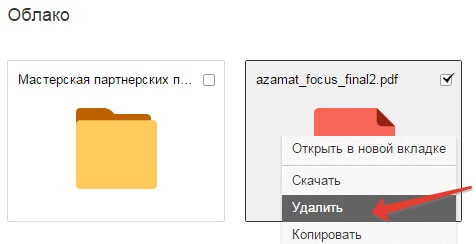 Облако
Мастерская партнерских п...
azamat_focus_final2.pdf
Открыть в новой вкладке
Скачать
Удалить
Копировать